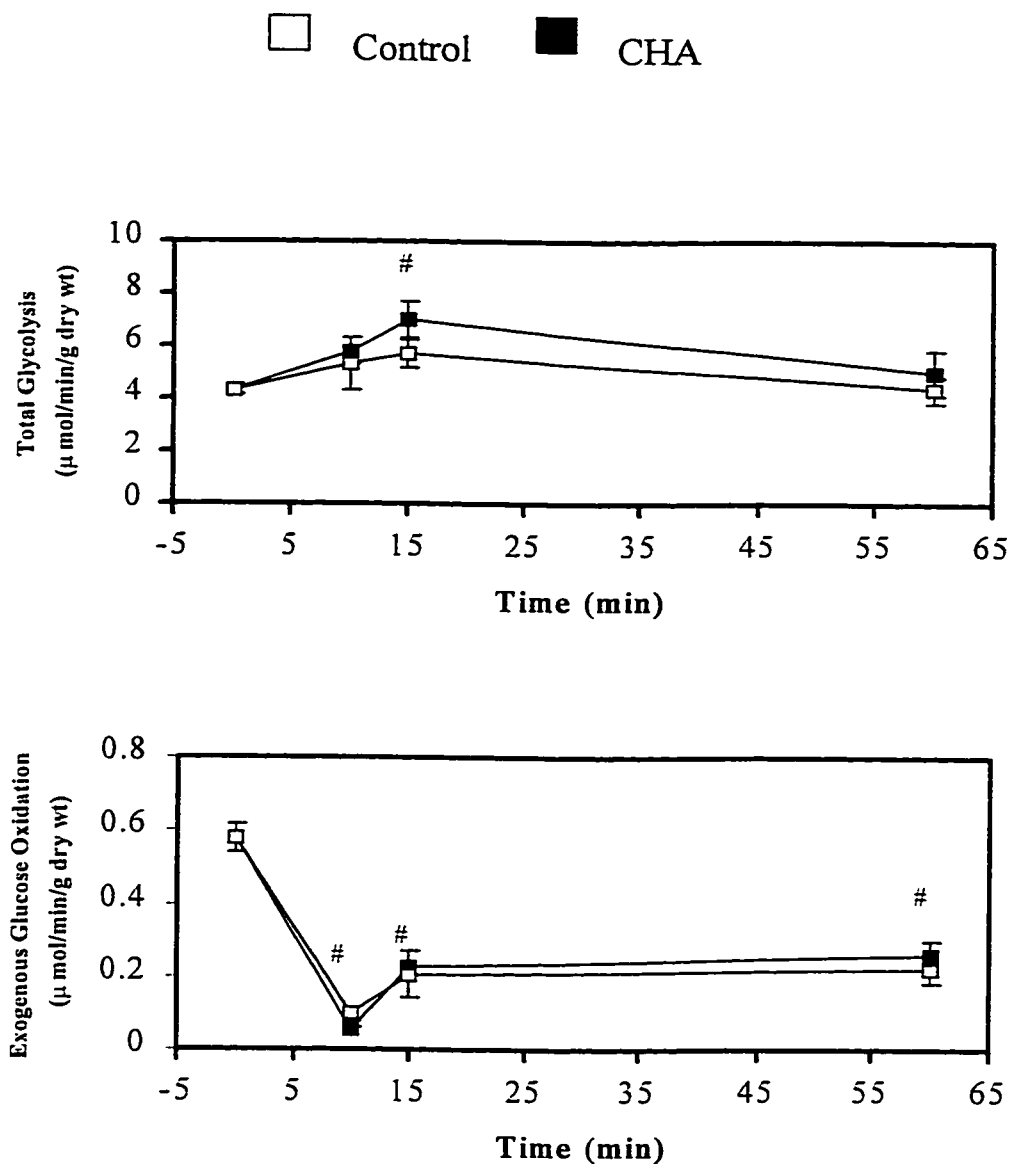 Control CHA
Total Glycolysis
(μ mol/min/g dry wt)
10
8
6
4
2
0
#
-5 5 15 25 35 45 55 65
Time (min)
Exogenous Glucose Oxidation
(μ mol/min/g dry wt)
0.8
0.6
0.4
0.2
0
# # #
-5 5 15 25 35 45 55 65
Time (min)